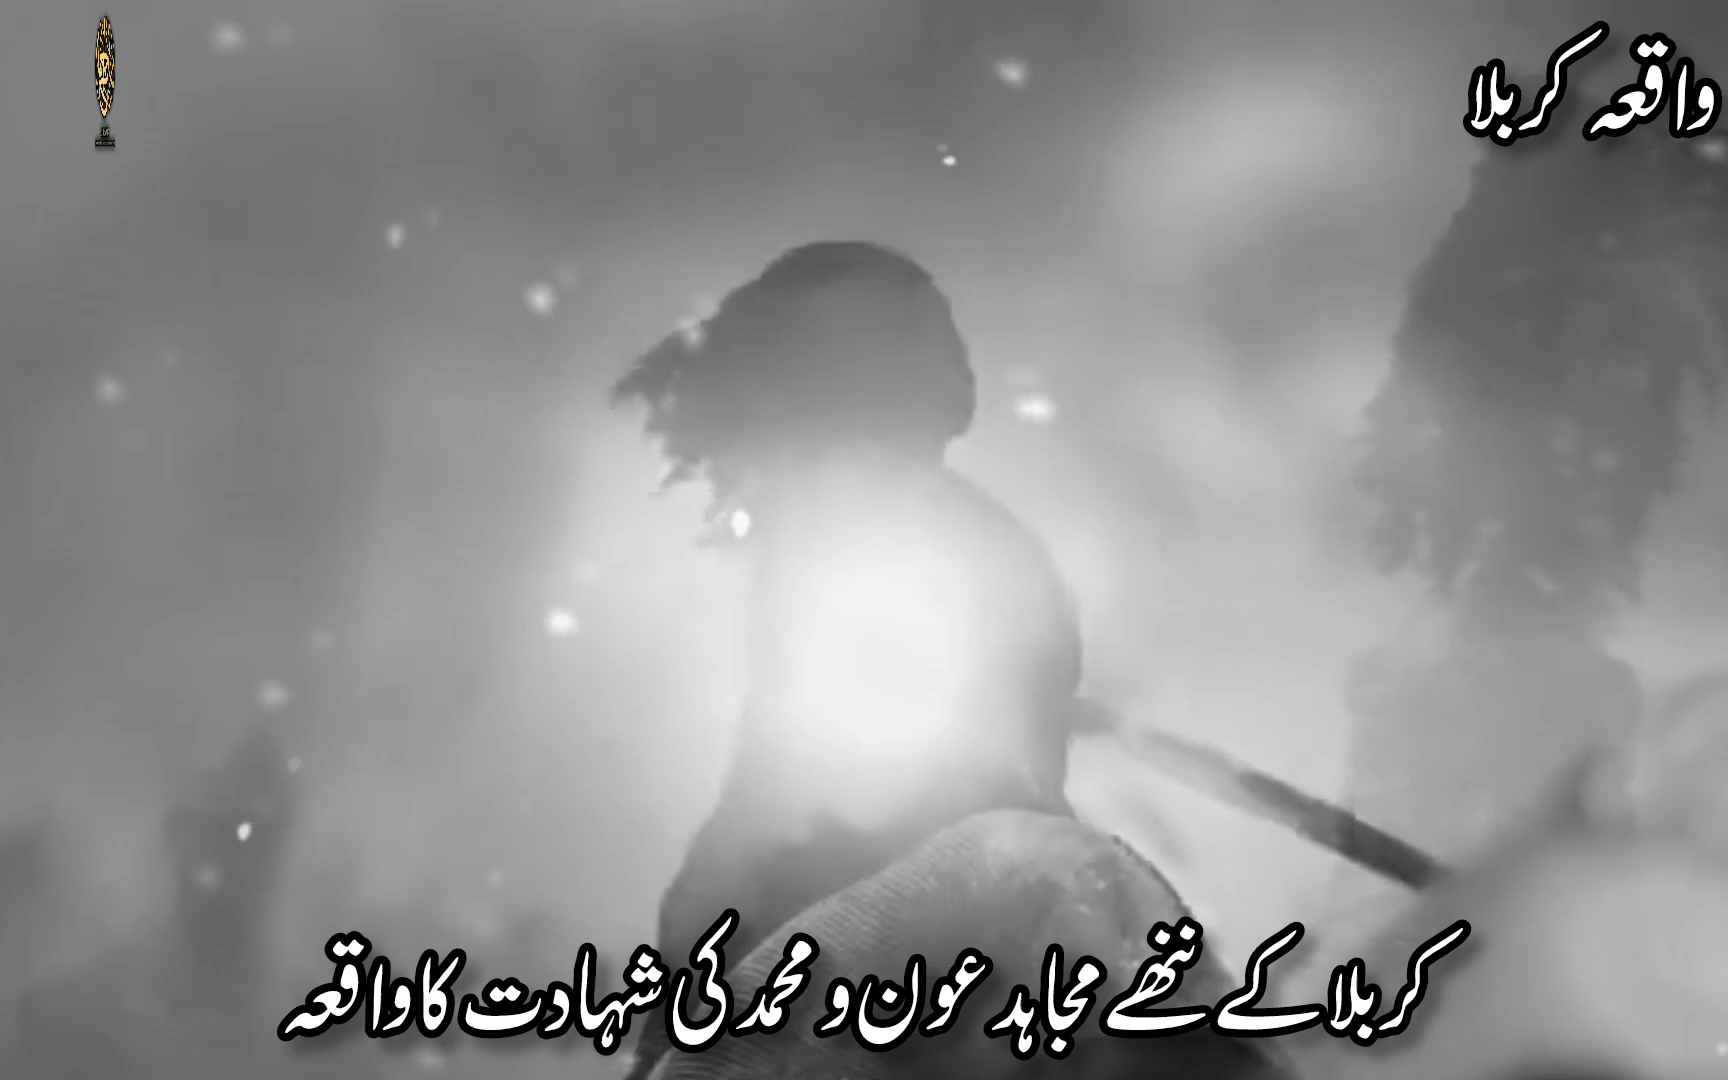 واقعہ کربلا
کربلا کے ننھے مجاہد عون و محمد کی شہادت کا واقعہ